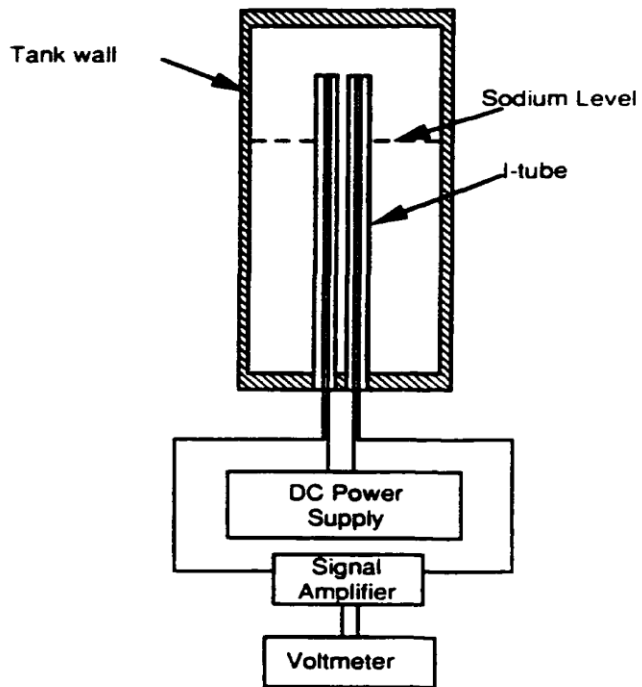 Tank wall
Sodium Level
I-tube
DC Power
Supply
Signal
Amplifier
Voltmeter